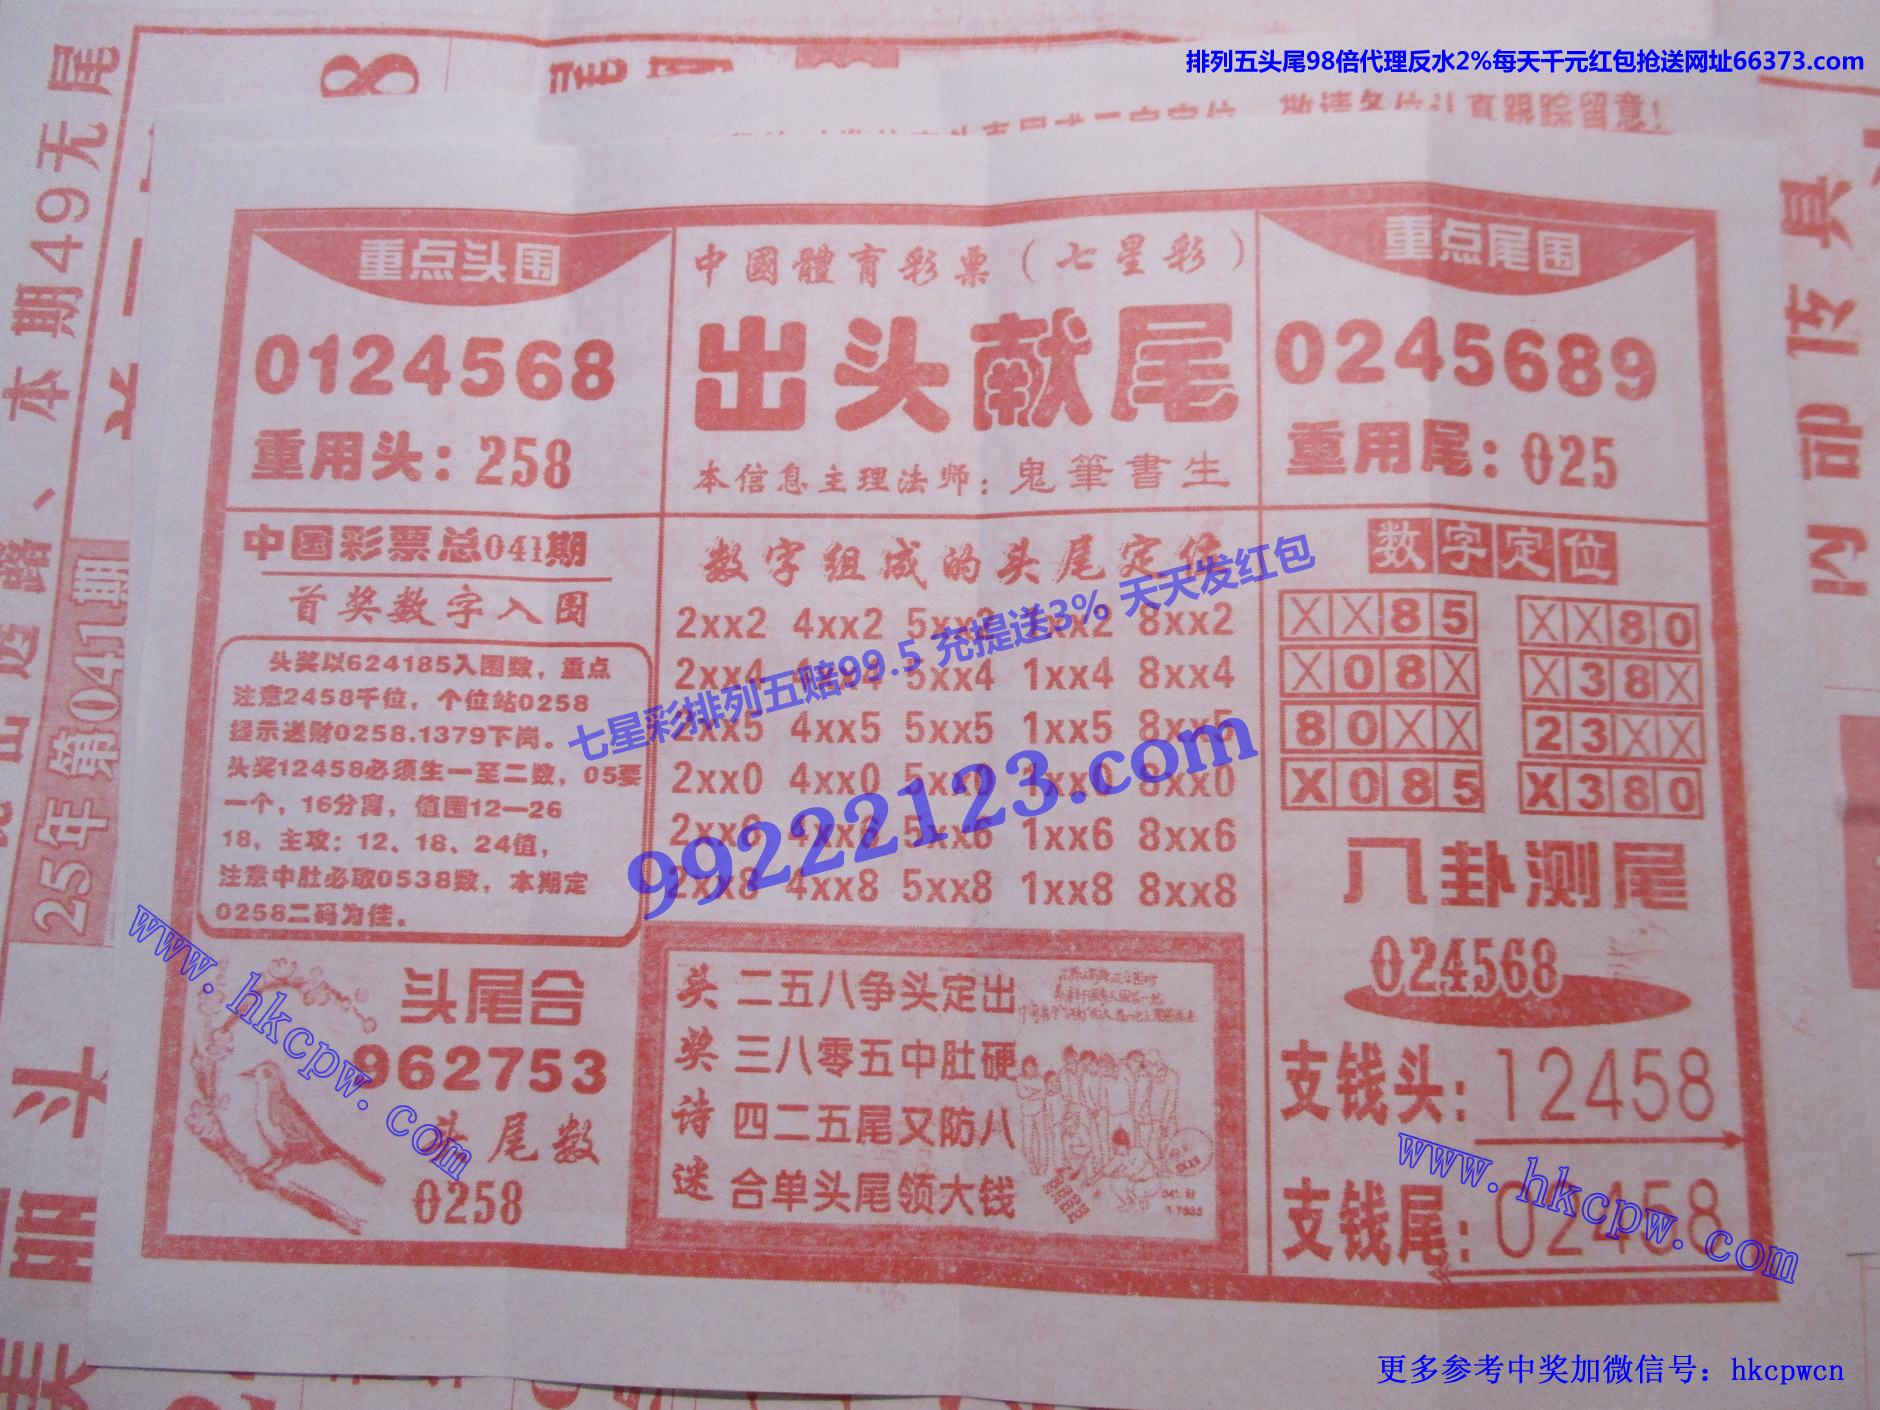 排列五头尾98倍代理反水2%每天千元红包抢送网址66373.com
本期49无尾
25年第041期
重点头围
0124568
重用头：258
中國體育彩票（七星彩）
出头献尾
本信息主理法师：鬼筆書生
重点尾围
0245689
重用尾：025
中国彩票总041期
首奖数字入围
头奖以624185入围数，重点
注意2458千位，个位站0258
提示送财0258.1379下岗。
头奖12458必须生一至二数，05要
一个，16分离，值围12—26
18，主攻：12、18、24值，
注意中肚必取0538数，本期定
0258二码为佳。
数字组成的头尾定位
2xx2 4xx2 5xx2 1xx2 8xx2
2xx4 4xx4 5xx4 1xx4 8xx4
2xx5 4xx5 5xx5 1xx5 8xx5
2xx0 4xx0 5xx0 1xx0 8xx0
2xx6 4xx6 5xx6 1xx6 8xx6
2xx8 4xx8 5xx8 1xx8 8xx8
七星彩排列五赔99.5 充提送3% 天天发红包
99222123.com
数字定位
XX85 XX80
X08X X38X
80XX 23XX
X085 X380
八卦测尾
024568
支钱头：12458
支钱尾：02458
头尾合
962753
头尾数
0258
头奖诗谜
二五八争头定出
三八零五中肚硬
四二五尾又防八
合单头尾领大钱
www.hkcpw.com
www.hkcpw.com
更多参考中奖加微信号：hkcpwcn